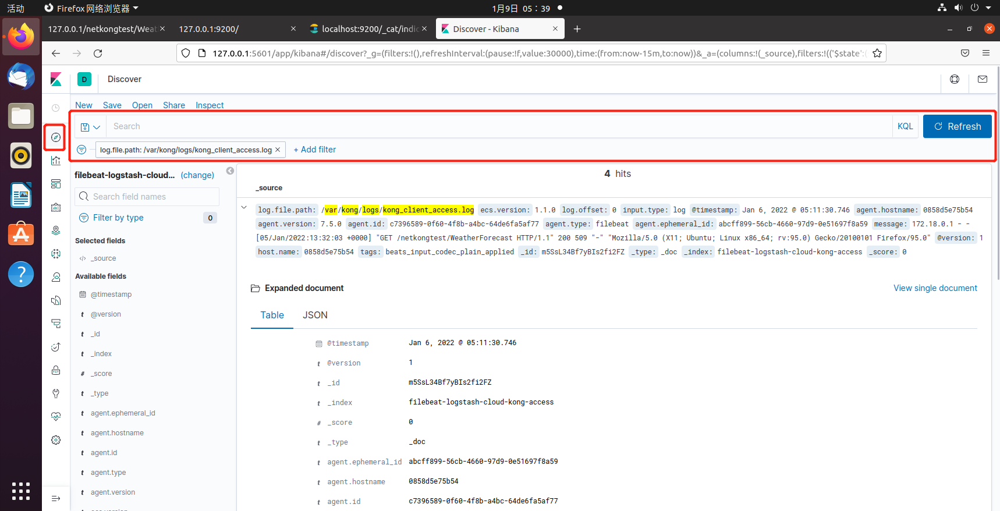 活动
Firefox 网络浏览器
1月9日 05：39
127.0.0.1/netkongtest/Weat
127.0.0.1:9200/
localhost:9200/_cat/indic
Discover - Kibana
127.0.0.1:5601/app/kibana#/discover?_g=(filters:!(),refreshInterval:(pause:!f,value:30000),time:(from:now-15m,to:now))&_a=(columns:!(_source),filters:!(('$state':(
D
Discover
New Save Open Share Inspect
Search
KQL
Refresh
log.file.path: /var/kong/logs/kong_client_access.log
+ Add filter
filebeat-logstash-cloud... (change)
Search field names
Filter by type 0
Selected fields
_source
Available fields
@timestamp
t @version
t _id
t _index
# _score
t _type
t agent.ephemeral_id
t agent.hostname
t agent.id
t agent.type
t agent.version
4 hits
_source
log.file.path: /var/kong/logs/kong_client_access.log ecs.version: 1.1.0 log.offset: 0 input.type: log @timestamp: Jan 6, 2022 @ 05:11:30.746 agent.hostname: 0858d5e75b54
agent.version: 7.5.0 agent.id: c7396589-0f60-4f8b-a4bc-64de6fa5af77 agent.type: filebeat agent.ephemeral_id: abcff899-56cb-4660-97d9-0e51697f8a59 message: 172.18.0.1 - -
[05/Jan/2022:13:32:03 +0000] "GET /netkongtest/WeatherForecast HTTP/1.1" 200 509 "-" "Mozilla/5.0 (X11; Ubuntu; Linux x86_64; rv:95.0) Gecko/20100101 Firefox/95.0" @version: 1
host.name: 0858d5e75b54 tags: beats_input_codec_plain_applied _id: m5SsL34Bf7yBIs2fi2FZ _type: _doc _index: filebeat-logstash-cloud-kong-access _score: 0
Expanded document
View single document
Table JSON
@timestamp Jan 6, 2022 @ 05:11:30.746
t @version 1
t _id m5SsL34Bf7yBIs2fi2FZ
t _index filebeat-logstash-cloud-kong-access
# _score 0
t _type _doc
t agent.ephemeral_id abcff899-56cb-4660-97d9-0e51697f8a59
t agent.hostname 0858d5e75b54
t agent.id c7396589-0f60-4f8b-a4bc-64de6fa5af77